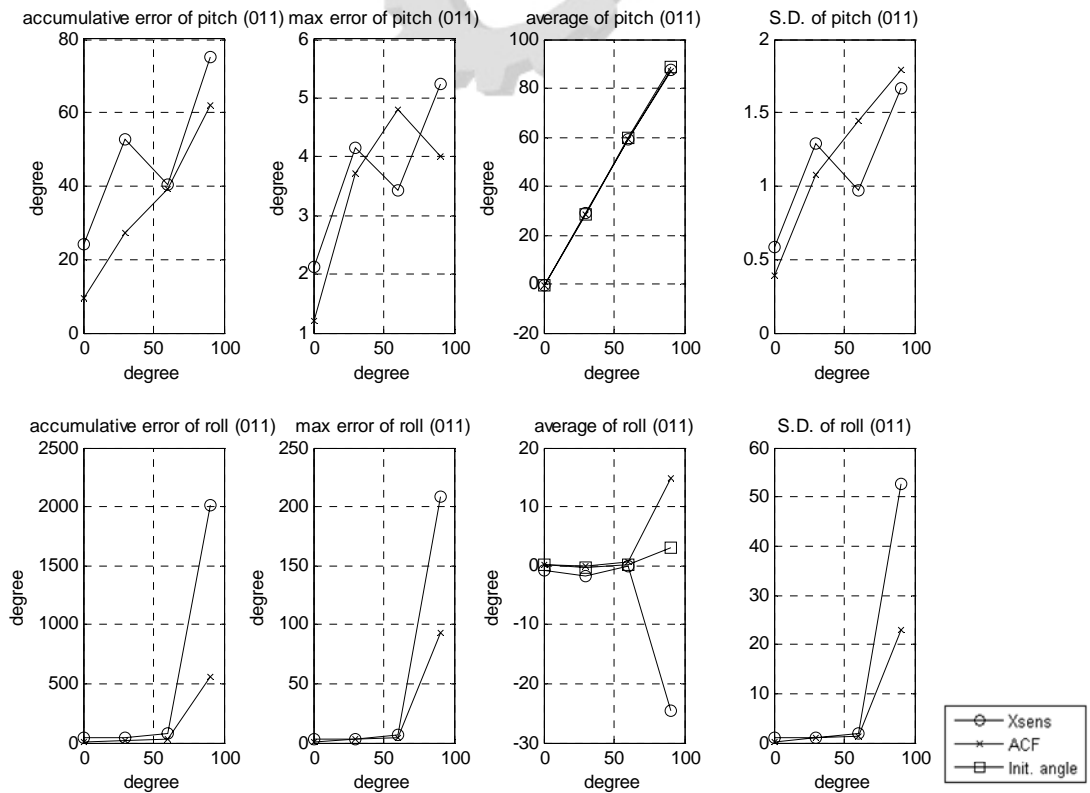 accumulative error of pitch (011) max error of pitch (011) average of pitch (011) S.D. of pitch (011)
80
60
40
20
0
degree
0 50 100
degree
6
5
4
3
2
1
degree
0 50 100
degree
100
80
60
40
20
0
-20
degree
0 50 100
degree
2
1.5
1
0.5
0
degree
0 50 100
degree
accumulative error of roll (011) max error of roll (011) average of roll (011) S.D. of roll (011)
2500
2000
1500
1000
500
0
degree
0 50 100
degree
250
200
150
100
50
0
degree
0 50 100
degree
20
10
0
-10
-20
-30
degree
0 50 100
degree
60
50
40
30
20
10
0
degree
0 50 100
degree
Xsens
ACF
Init. angle